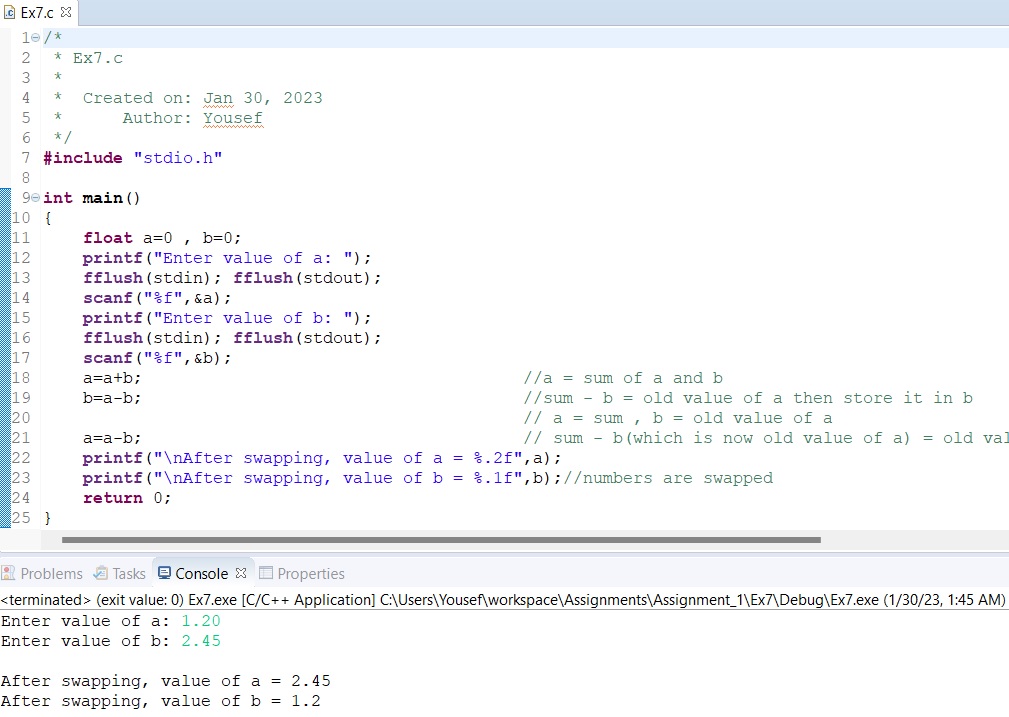 Ex7.c
1 /*
2  * Ex7.c
3  *
4  *  Created on: Jan 30, 2023
5  *      Author: Yousef
6  */
7 #include "stdio.h"
8
9 int main()
10 {
11     float a=0 , b=0;
12     printf("Enter value of a: ");
13     fflush(stdin); fflush(stdout);
14     scanf("%f",&a);
15     printf("Enter value of b: ");
16     fflush(stdin); fflush(stdout);
17     scanf("%f",&b);
18     a=a+b;                                      //a = sum of a and b
19     b=a-b;                                      //sum - b = old value of a then store it in b
20                                                 // a = sum , b = old value of a
21     a=a-b;                                      // sum - b(which is now old value of a) = old val
22     printf("\nAfter swapping, value of a = %.2f",a);
23     printf("\nAfter swapping, value of b = %.1f",b);//numbers are swapped
24     return 0;
25 }
Problems Tasks Console Properties
<terminated> (exit value: 0) Ex7.exe [C/C++ Application] C:\Users\Yousef\workspace\Assignments\Assignment_1\Ex7\Debug\Ex7.exe (1/30/23, 1:45 AM)
Enter value of a: 1.20
Enter value of b: 2.45

After swapping, value of a = 2.45
After swapping, value of b = 1.2